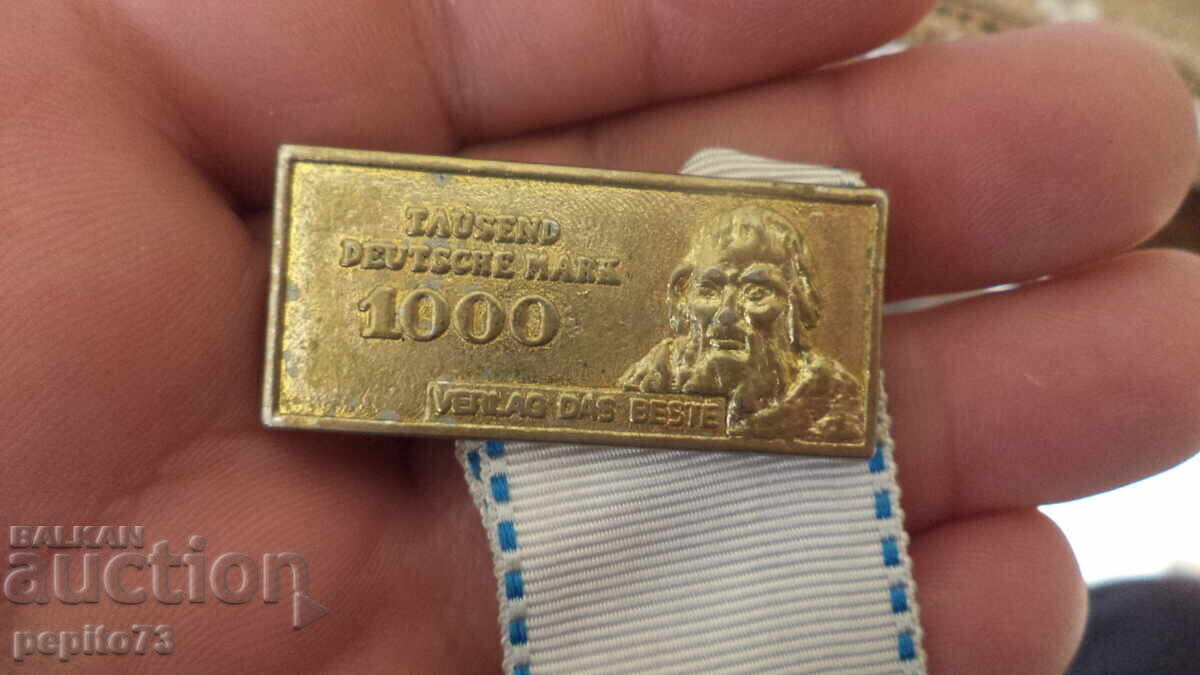 TAUSEND
DEUTSCHE MARK
1000
VERLAG DAS BESTE
BALKAN
auction
pepito73